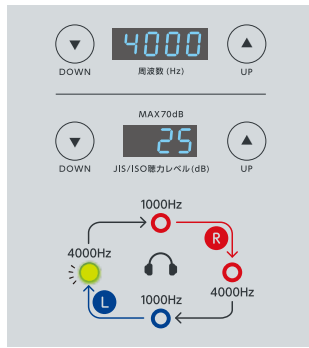 4000
DOWN
周波数 (Hz)
UP
MAX70dB
25
DOWN
JIS/ISO聴力レベル(dB)
UP
1000Hz
R
4000Hz
4000Hz
L
1000Hz